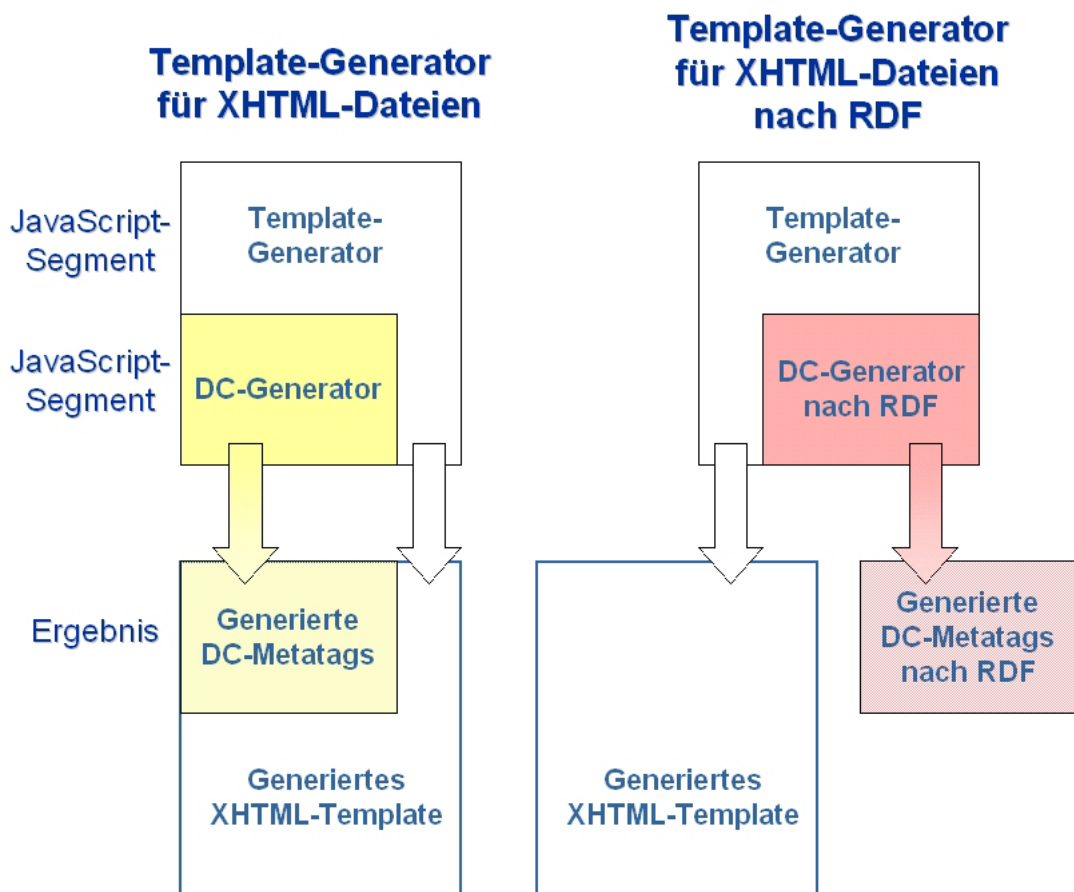 Template-Generator
für XHTML-Dateien
Template-Generator
für XHTML-Dateien
nach RDF
JavaScript-
Segment
Template-
Generator
Template-
Generator
JavaScript-
Segment
DC-Generator
DC-Generator
nach RDF
Ergebnis
Generierte
DC-Metatags
Generierte
DC-Metatags
nach RDF
Generiertes
XHTML-Template
Generiertes
XHTML-Template